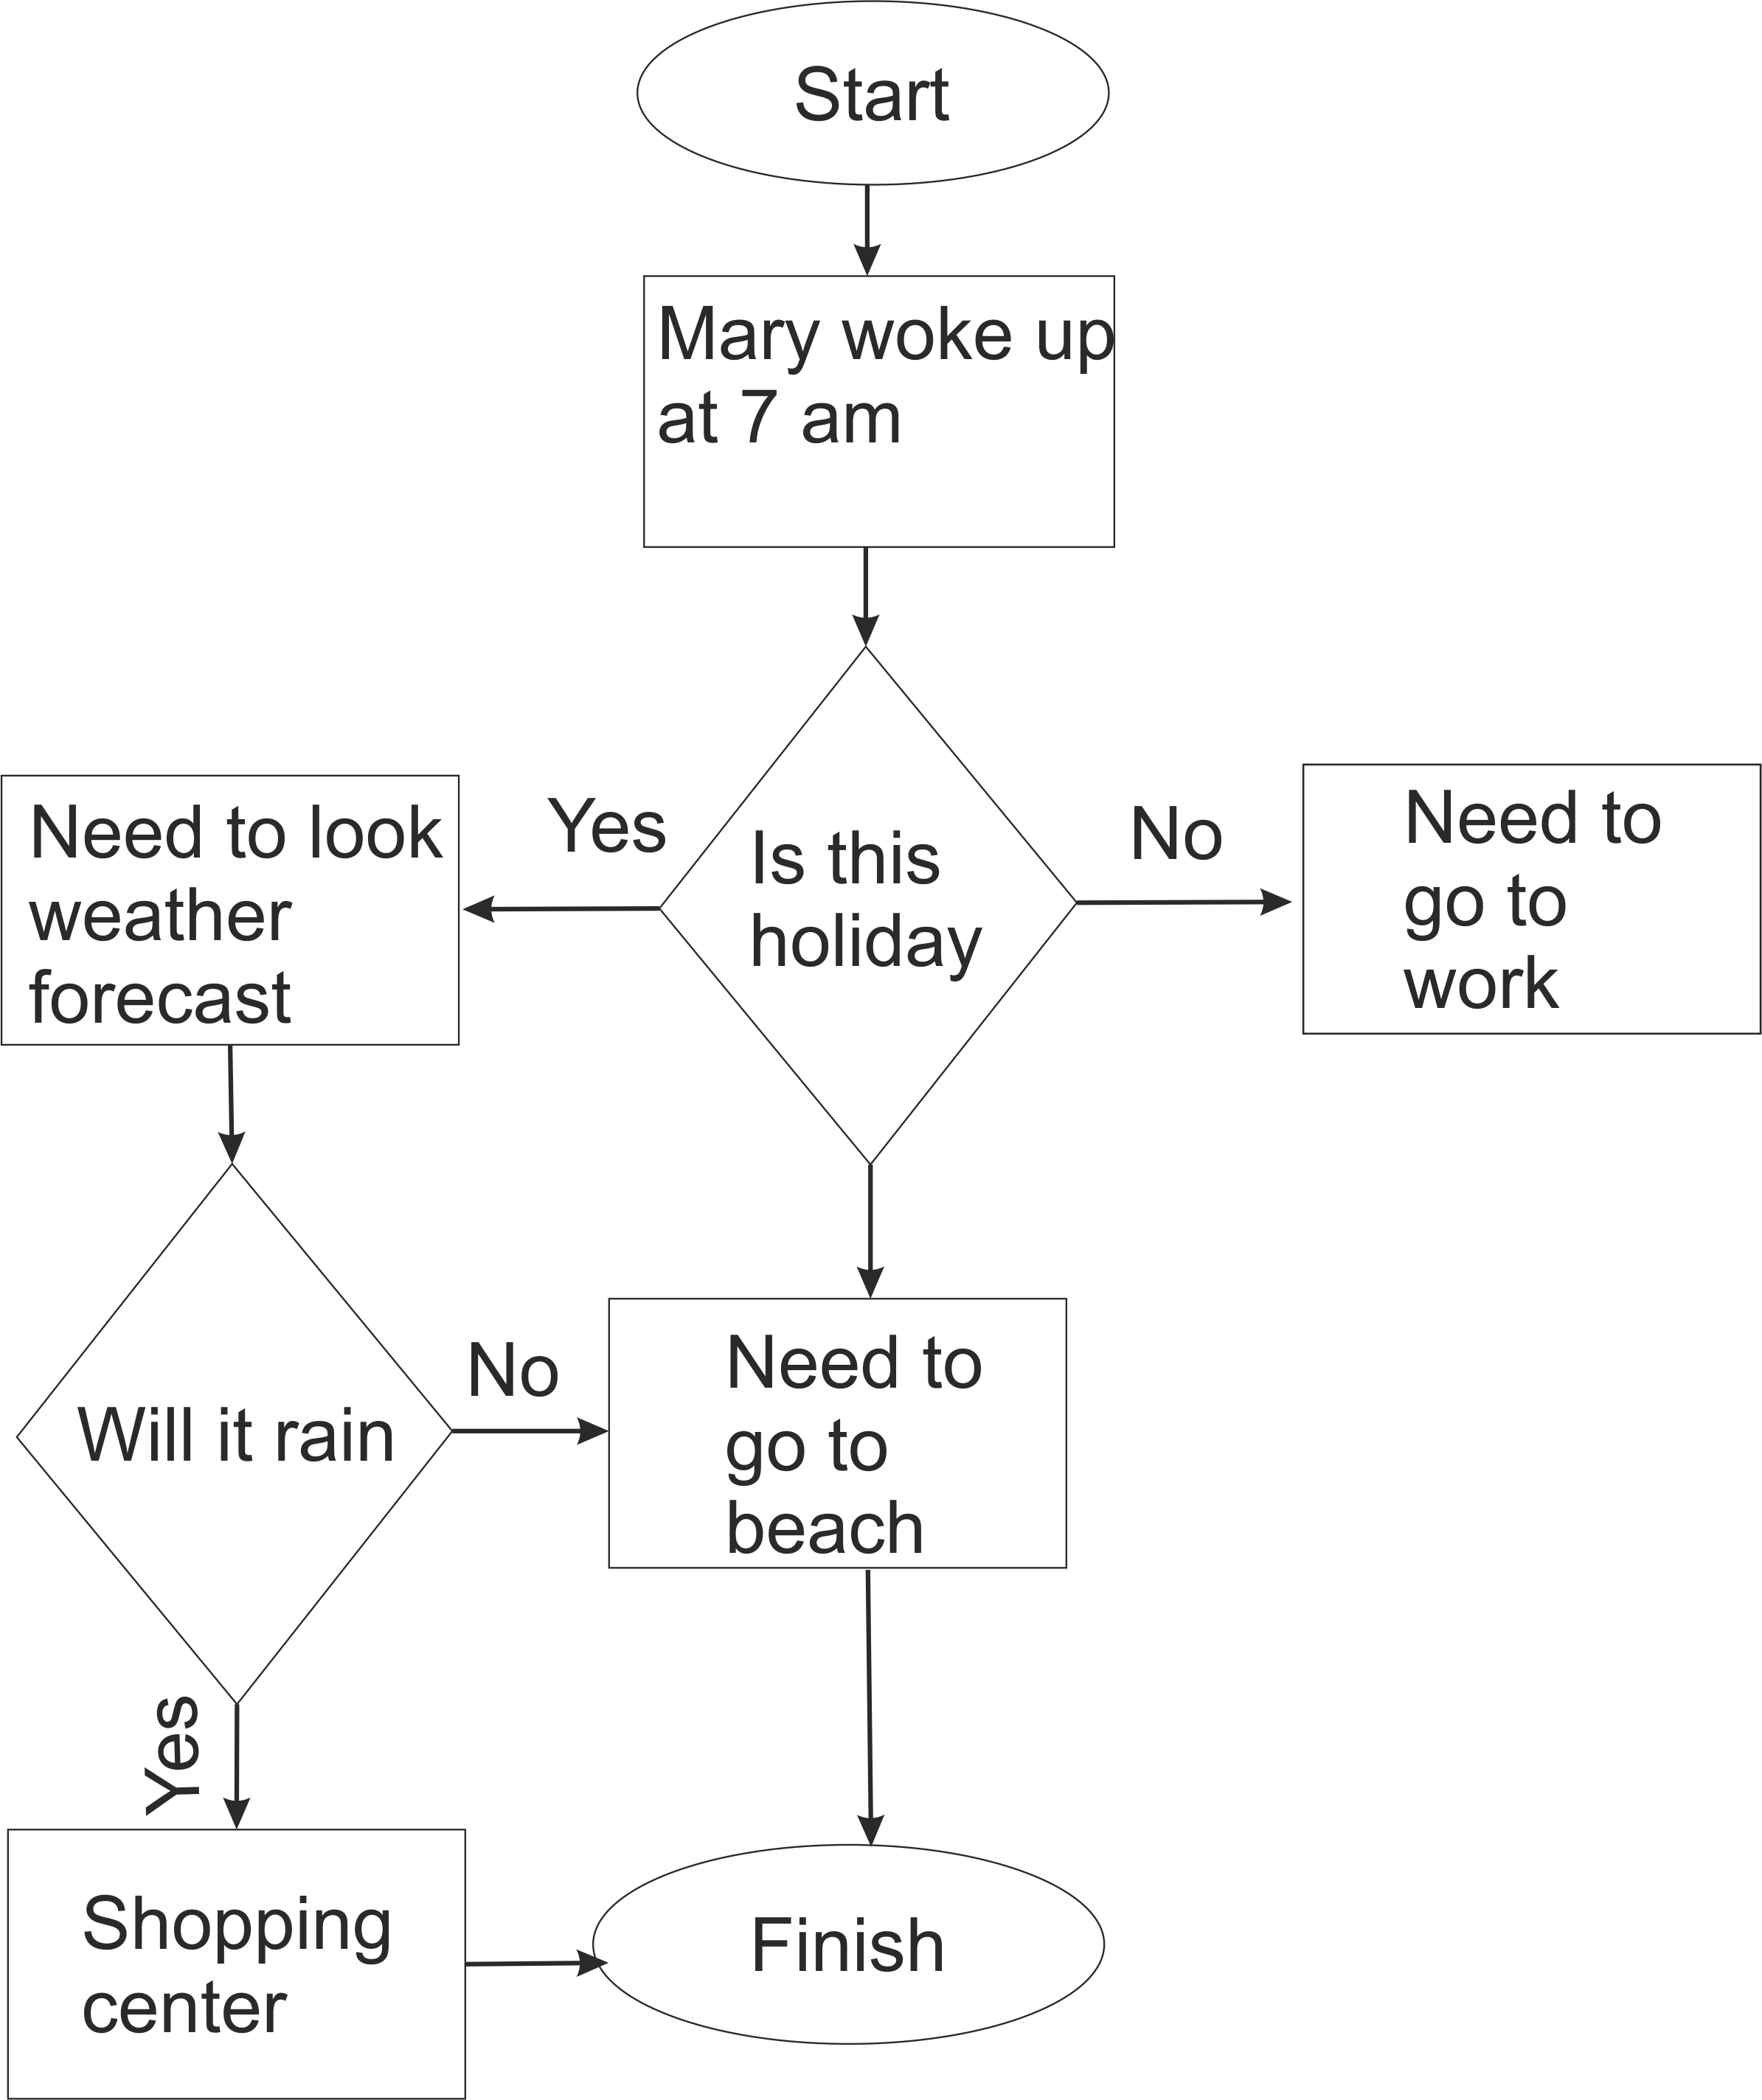 Start
Mary woke up
at 7 am
Yes
Is this
holiday
No
Need to look
weather
forecast
Need to
go to
work
Will it rain
No
Need to
go to
beach
Yes
Shopping
center
Finish